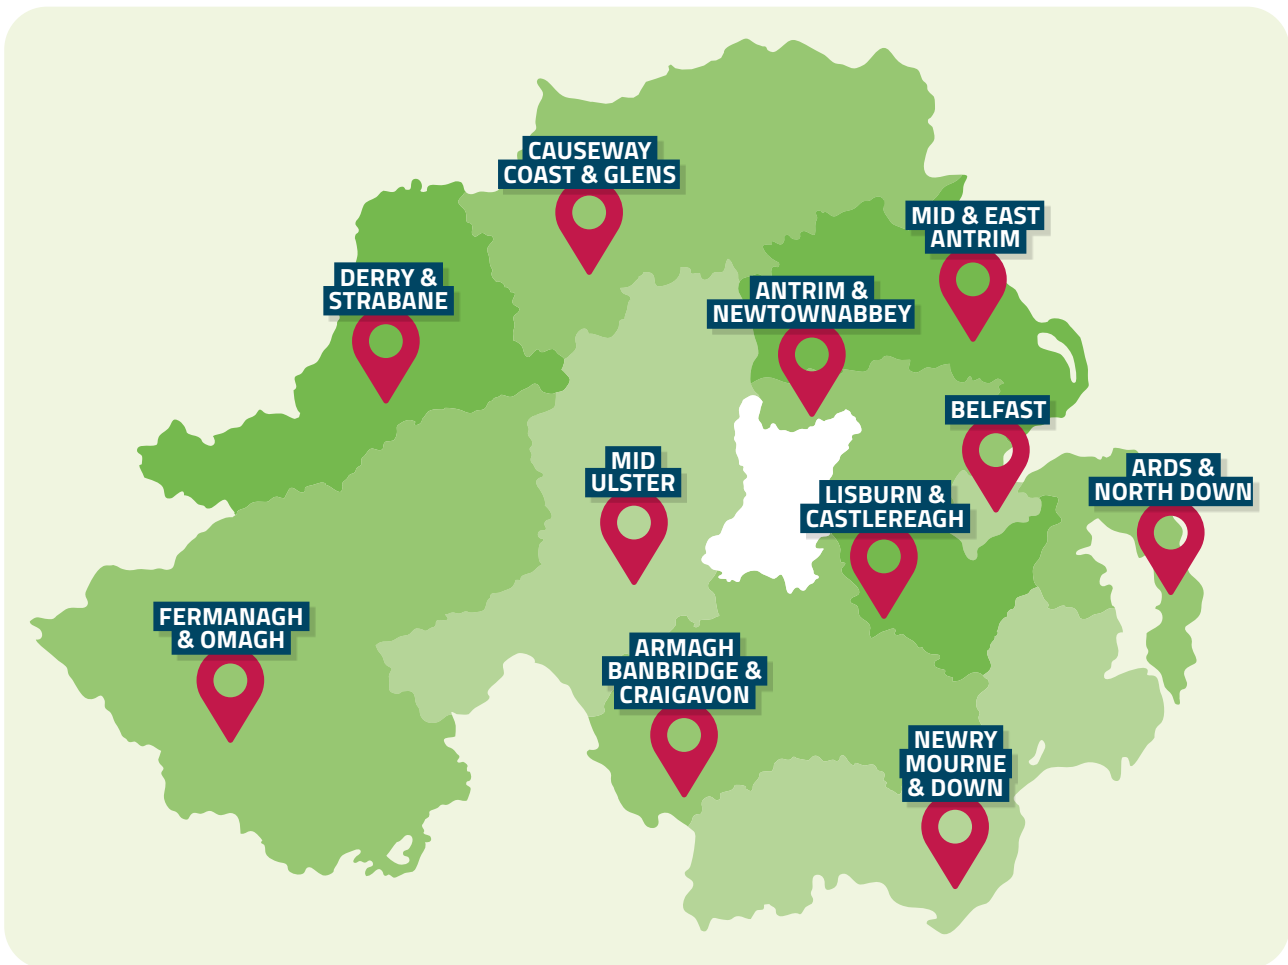 CAUSEWAY
COAST & GLENS
MID & EAST
ANTRIM
DERRY &
STRABANE
ANTRIM &
NEWTOWNABBEY
BELFAST
MID
ULSTER
ARDS &
NORTH DOWN
LISBURN &
CASTLEREAGH
FERMANAGH
& OMAGH
ARMAGH
BANBRIDGE &
CRAIGAVON
NEWRY
MOURNE
& DOWN